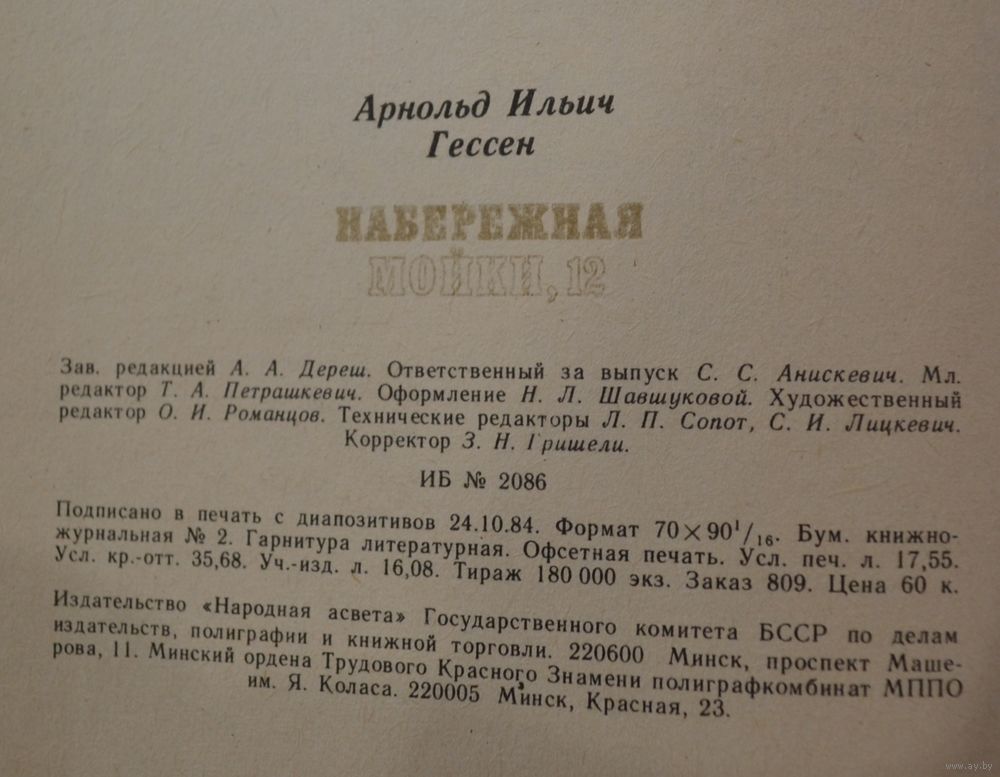 Арнольд Ильич
Гессен
НАБЕРЕЖНАЯ
МОЙКИ, 12
Зав. редакцией А. А. Дереш. Ответственный за выпуск С. С. Анискевич. Мл.
редактор Т. А. Петрашкевич. Оформление Н. Л. Шавшуковой. Художественный
редактор О. И. Романцов. Технические редакторы Л. П. Сопот, С. И. Лицкевич.
Корректор З. Н. Гришели.
ИБ № 2086
Подписано в печать с диапозитивов 24.10.84. Формат 70×90¹/₁₆. Бум. книжно-
журнальная № 2. Гарнитура литературная. Офсетная печать. Усл. печ. л. 17,55.
Усл. кр.-отт. 35,68. Уч.-изд. л. 16,08. Тираж 180 000 экз. Заказ 809. Цена 60 к.
Издательство «Народная асвета» Государственного комитета БССР по делам
издательств, полиграфии и книжной торговли. 220600 Минск, проспект Маше-
рова, 11. Минский ордена Трудового Красного Знамени полиграфкомбинат МППО
им. Я. Коласа. 220005 Минск, Красная, 23.
www.ay.by